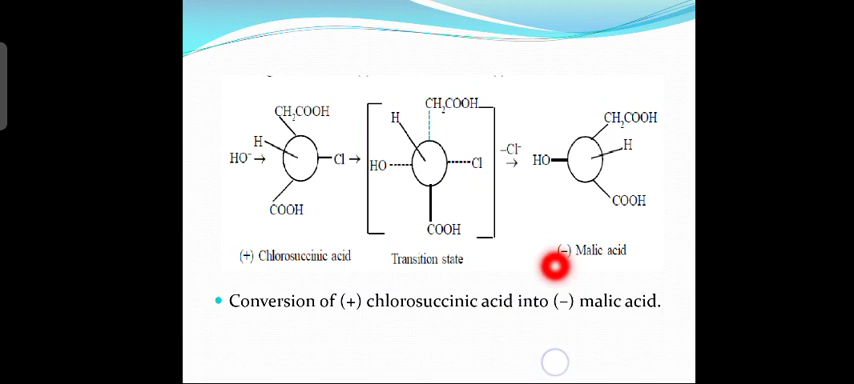 CH₂COOH
H
HO⁻ →
Cl →
COOH
(+) Chlorosuccinic acid
CH₂COOH
H
HO
Cl
COOH
Transition state
–Cl⁻
→
CH₂COOH
H
HO
COOH
(–) Malic acid
• Conversion of (+) chlorosuccinic acid into (–) malic acid.